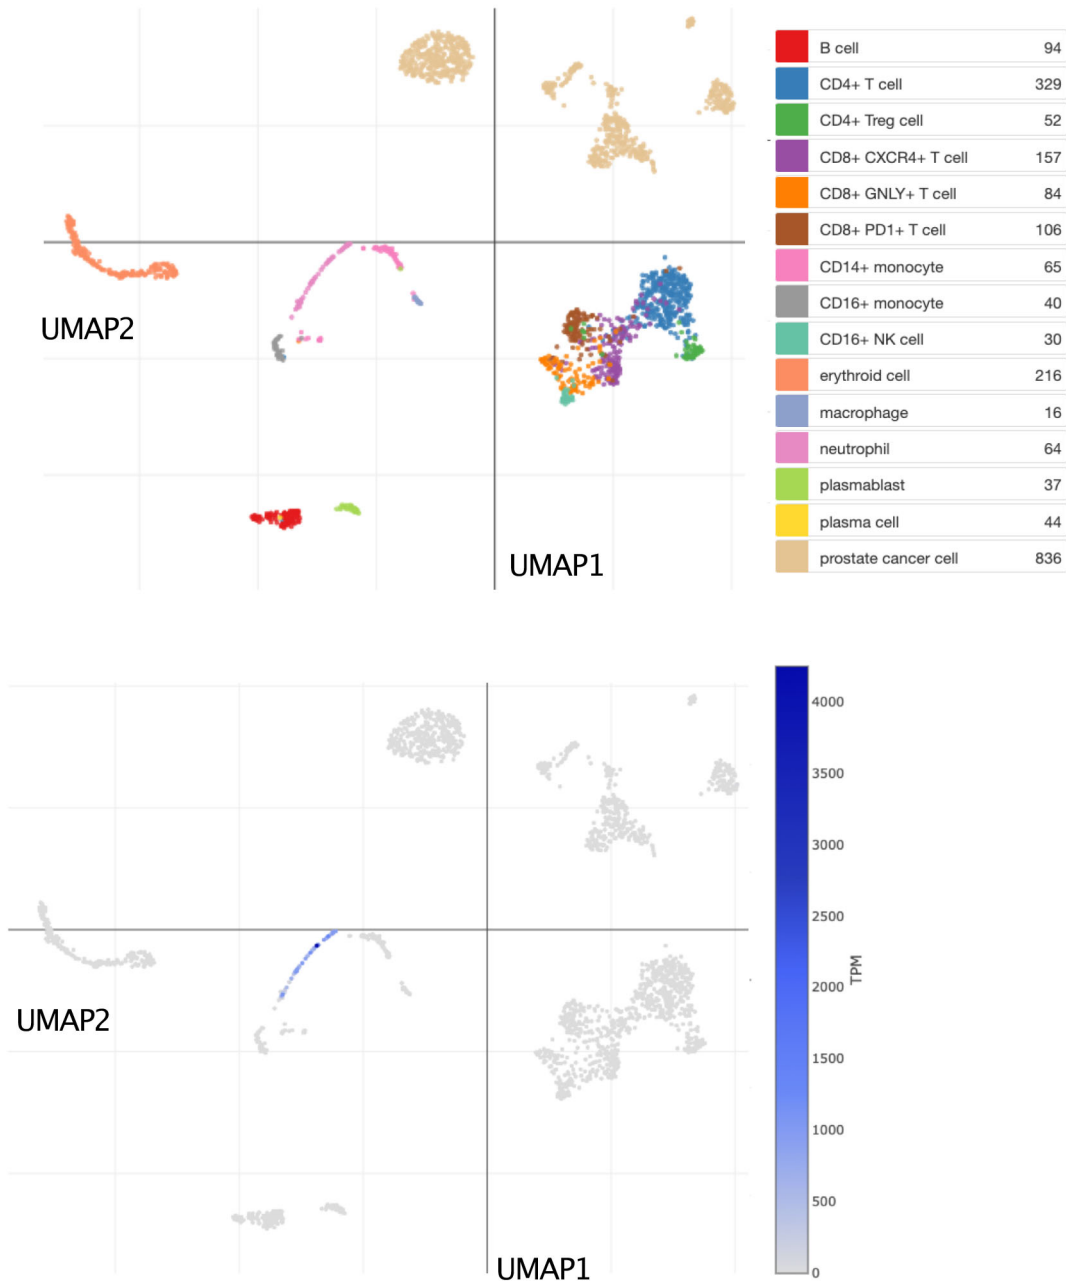 B cell 94
CD4+ T cell 329
CD4+ Treg cell 52
CD8+ CXCR4+ T cell 157
CD8+ GNLY+ T cell 84
CD8+ PD1+ T cell 106
CD14+ monocyte 65
CD16+ monocyte 40
CD16+ NK cell 30
erythroid cell 216
macrophage 16
neutrophil 64
plasmablast 37
plasma cell 44
prostate cancer cell 836
UMAP2
UMAP1
4000
3500
3000
2500
2000
1500
1000
500
0
TPM
UMAP2
UMAP1